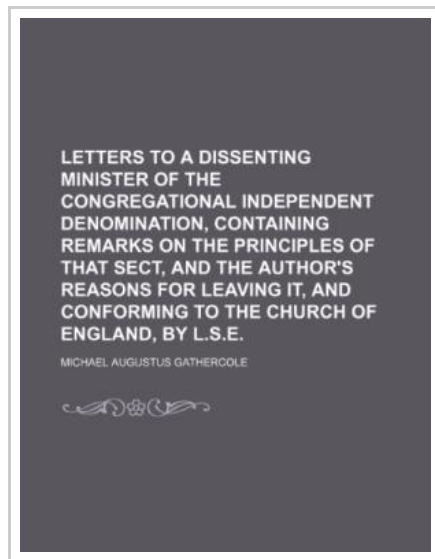 LETTERS TO A DISSENTING
MINISTER OF THE
CONGREGATIONAL INDEPENDENT
DENOMINATION, CONTAINING
REMARKS ON THE PRINCIPLES OF
THAT SECT, AND THE AUTHOR'S
REASONS FOR LEAVING IT, AND
CONFORMING TO THE CHURCH OF
ENGLAND, BY L.S.E.
MICHAEL AUGUSTUS GATHERCOLE